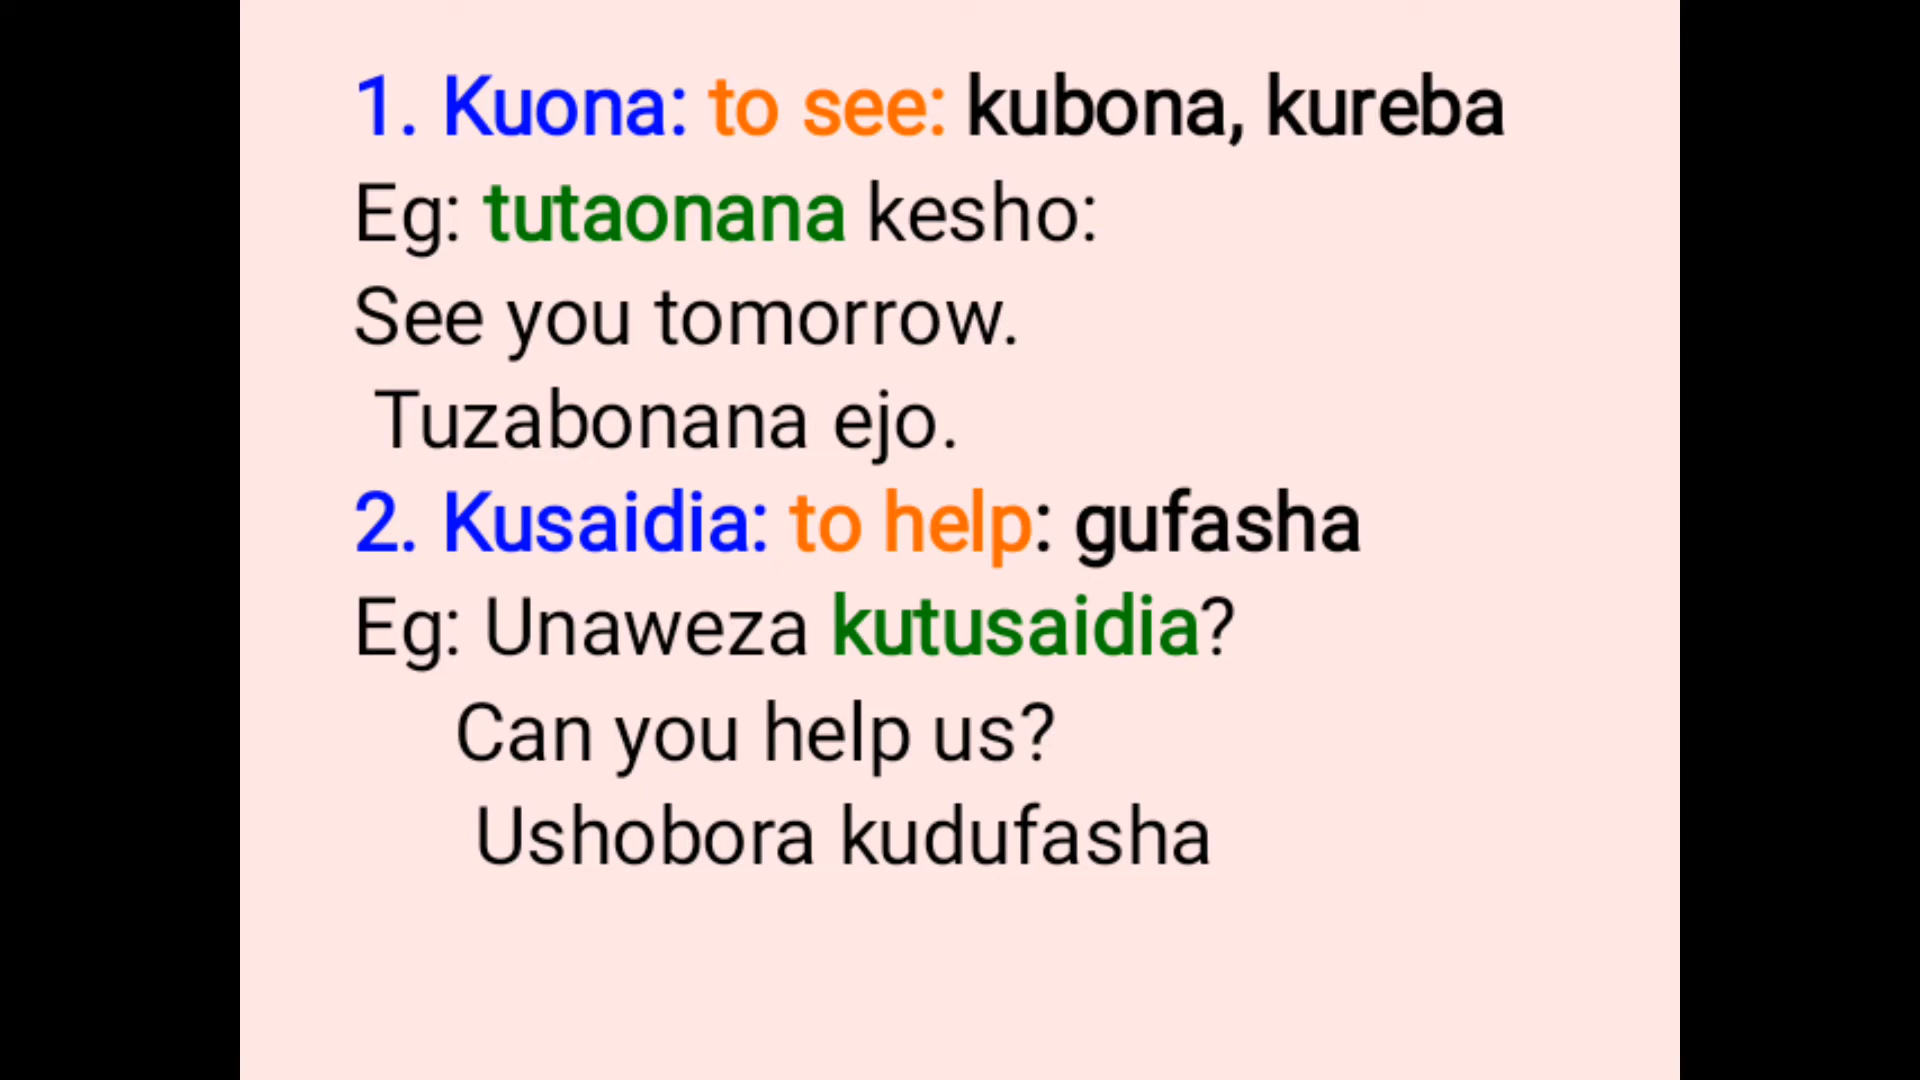 1. Kuona: to see: kubona, kureba
Eg: tutaonana kesho:
See you tomorrow.
Tuzabonana ejo.
2. Kusaidia: to help: gufasha
Eg: Unaweza kutusaidia?
Can you help us?
Ushobora kudufasha